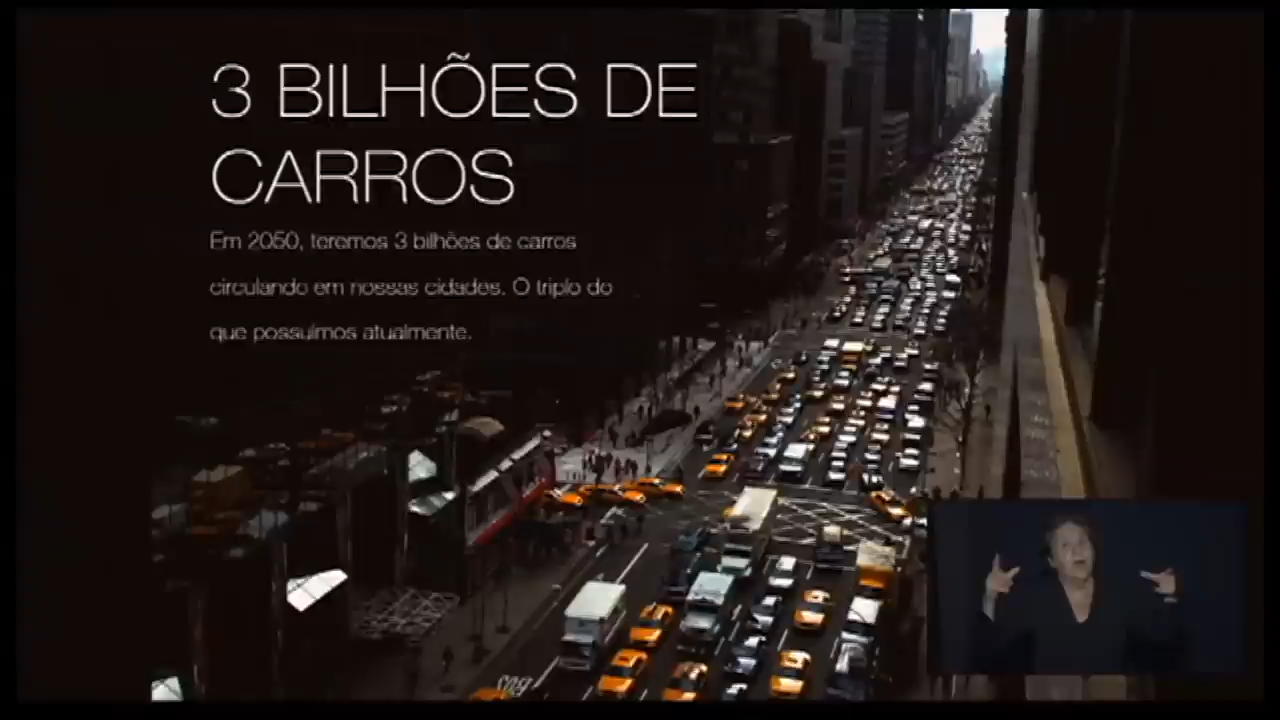 3 BILHÕES DE
CARROS
Em 2050, teremos 3 bilhões de carros
circulando em nossas cidades. O triplo do
que possuímos atualmente.